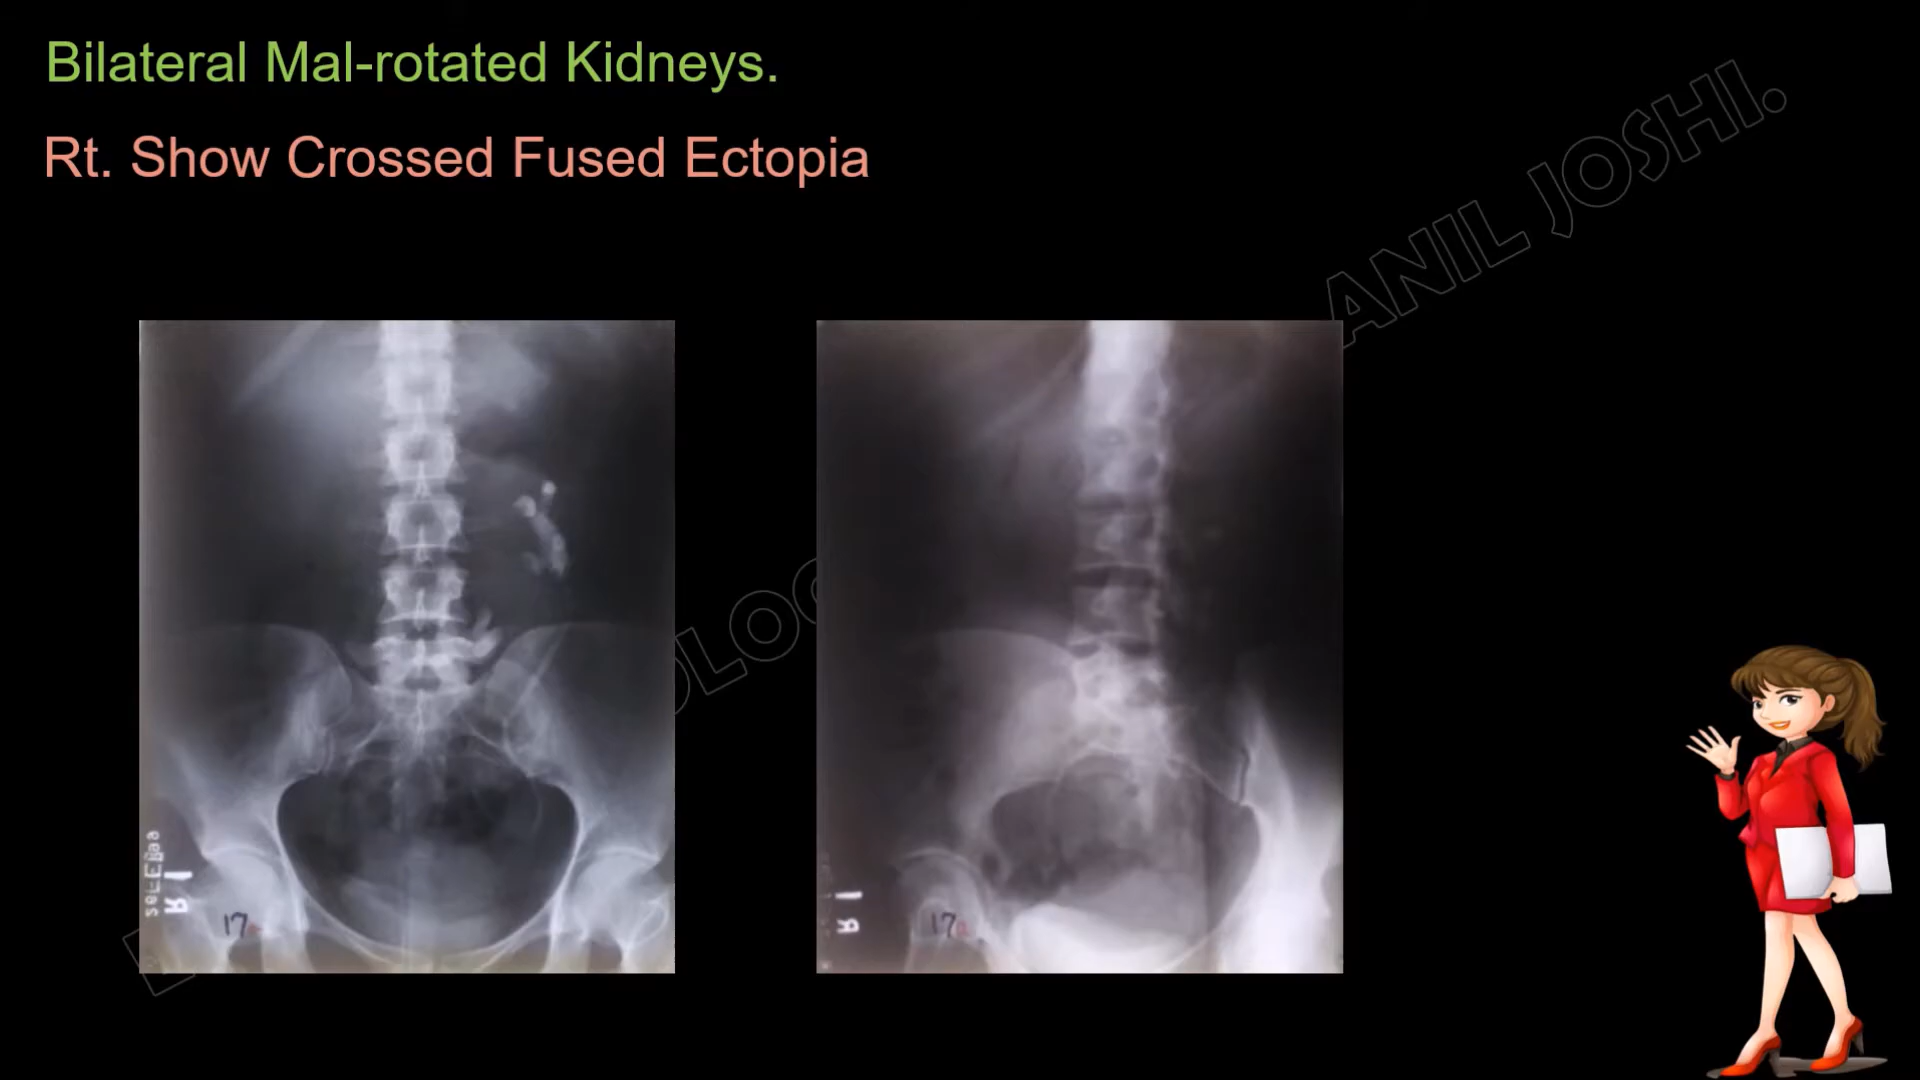 Bilateral Mal-rotated Kidneys.
Rt. Show Crossed Fused Ectopia
ANIL JOSHI.
17
R
17
R